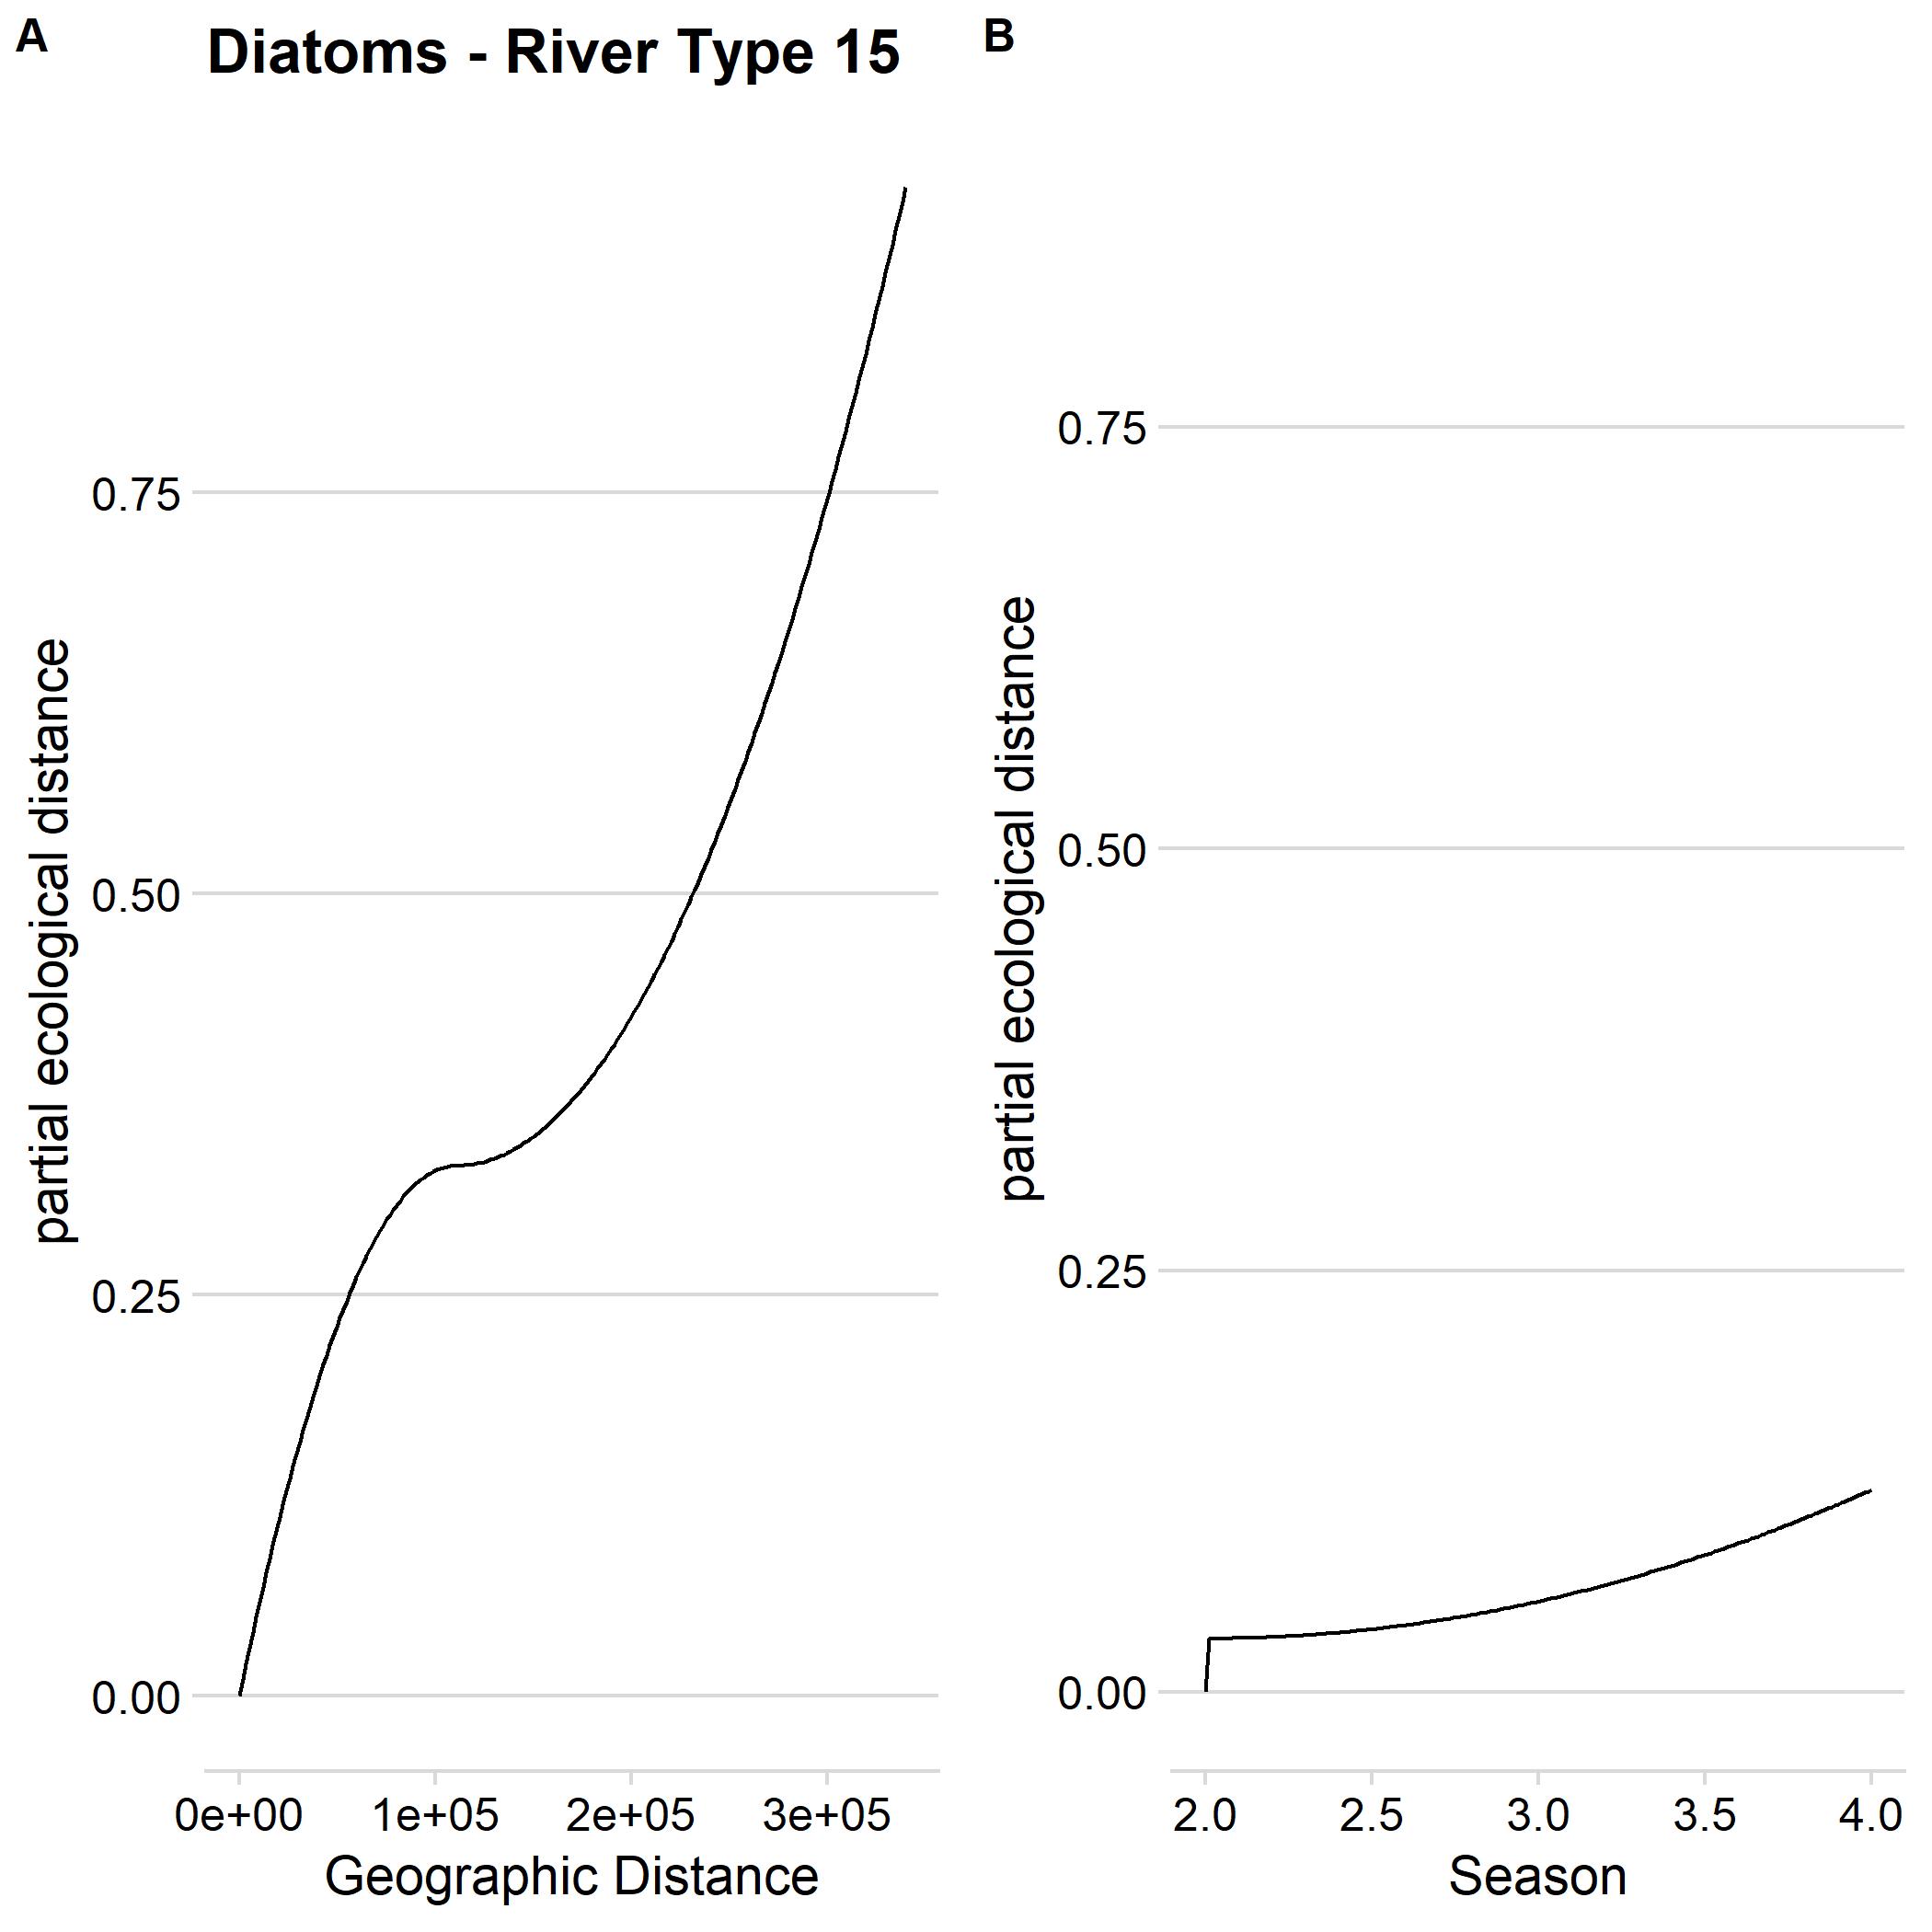 A
Diatoms - River Type 15
partial ecological distance
0.75
0.50
0.25
0.00
0e+00 1e+05 2e+05 3e+05
Geographic Distance
B
partial ecological distance
0.75
0.50
0.25
0.00
2.0 2.5 3.0 3.5 4.0
Season